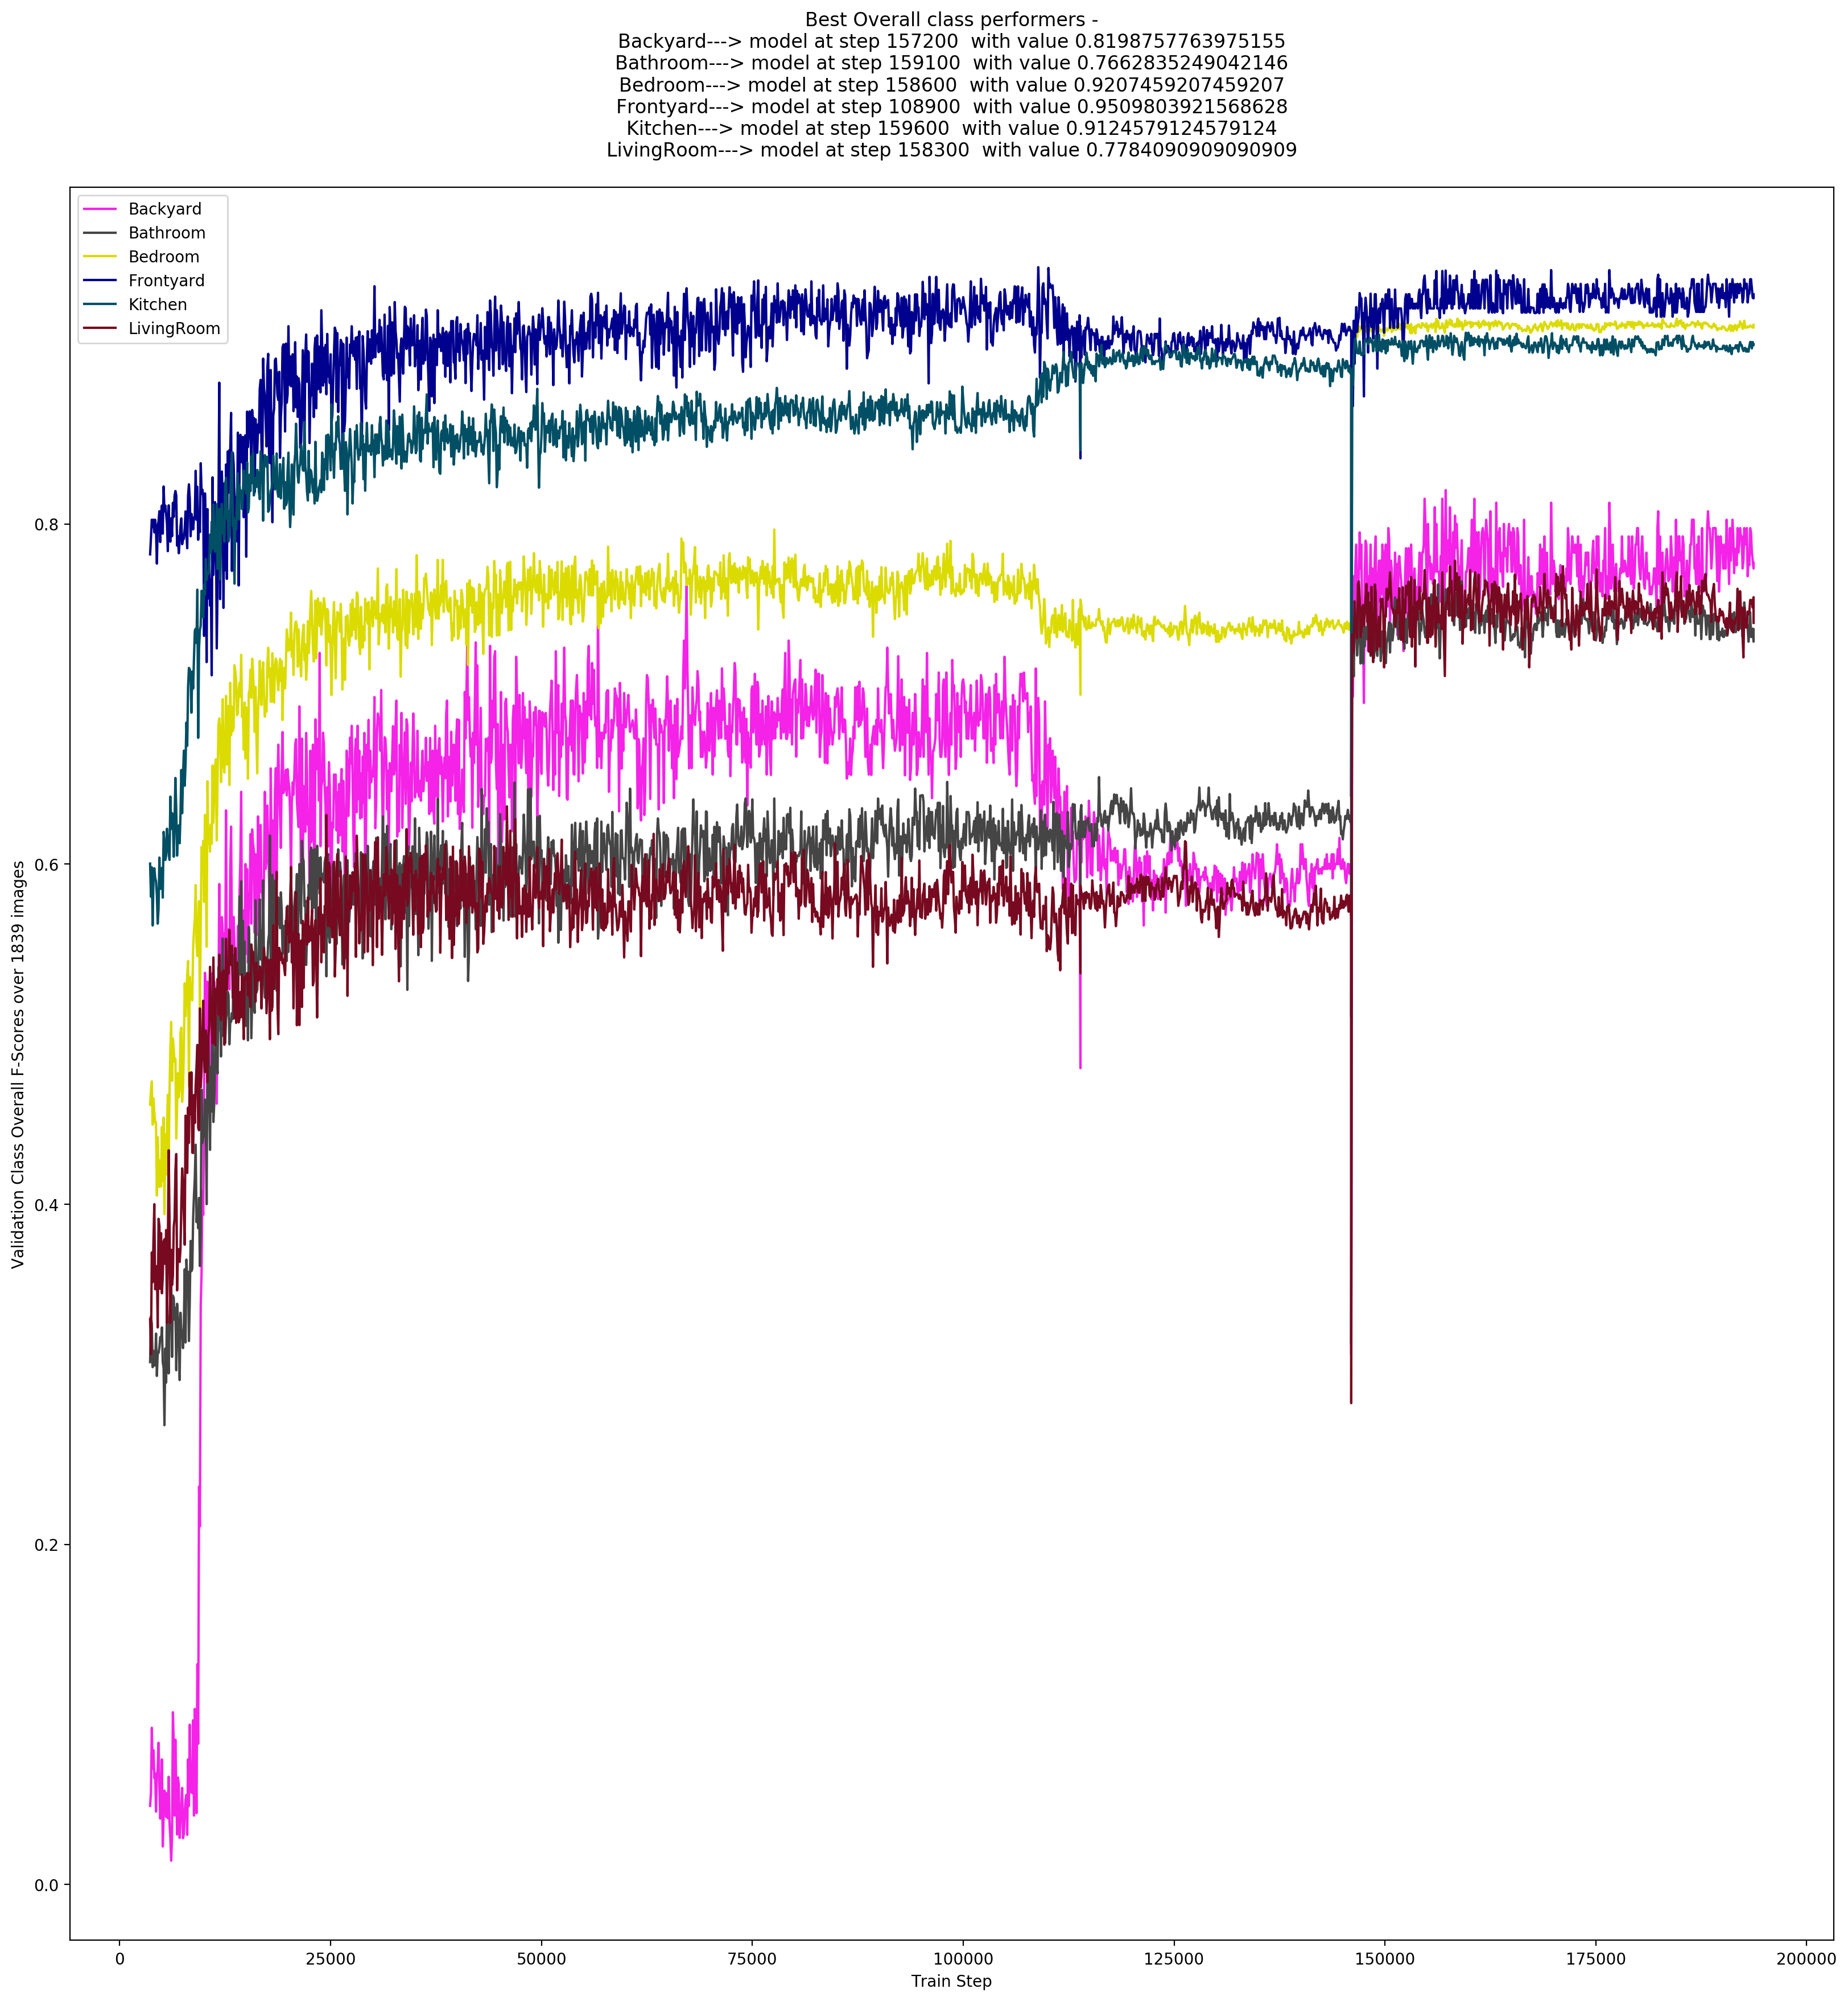 Best Overall class performers -
Backyard---> model at step 157200  with value 0.8198757763975155
Bathroom---> model at step 159100  with value 0.7662835249042146
Bedroom---> model at step 158600  with value 0.9207459207459207
Frontyard---> model at step 108900  with value 0.9509803921568628
Kitchen---> model at step 159600  with value 0.9124579124579124
LivingRoom---> model at step 158300  with value 0.7784090909090909
Backyard
Bathroom
Bedroom
Frontyard
Kitchen
LivingRoom
Validation Class Overall F-Scores over 1839 images
0.8
0.6
0.4
0.2
0.0
0 25000 50000 75000 100000 125000 150000 175000 200000
Train Step